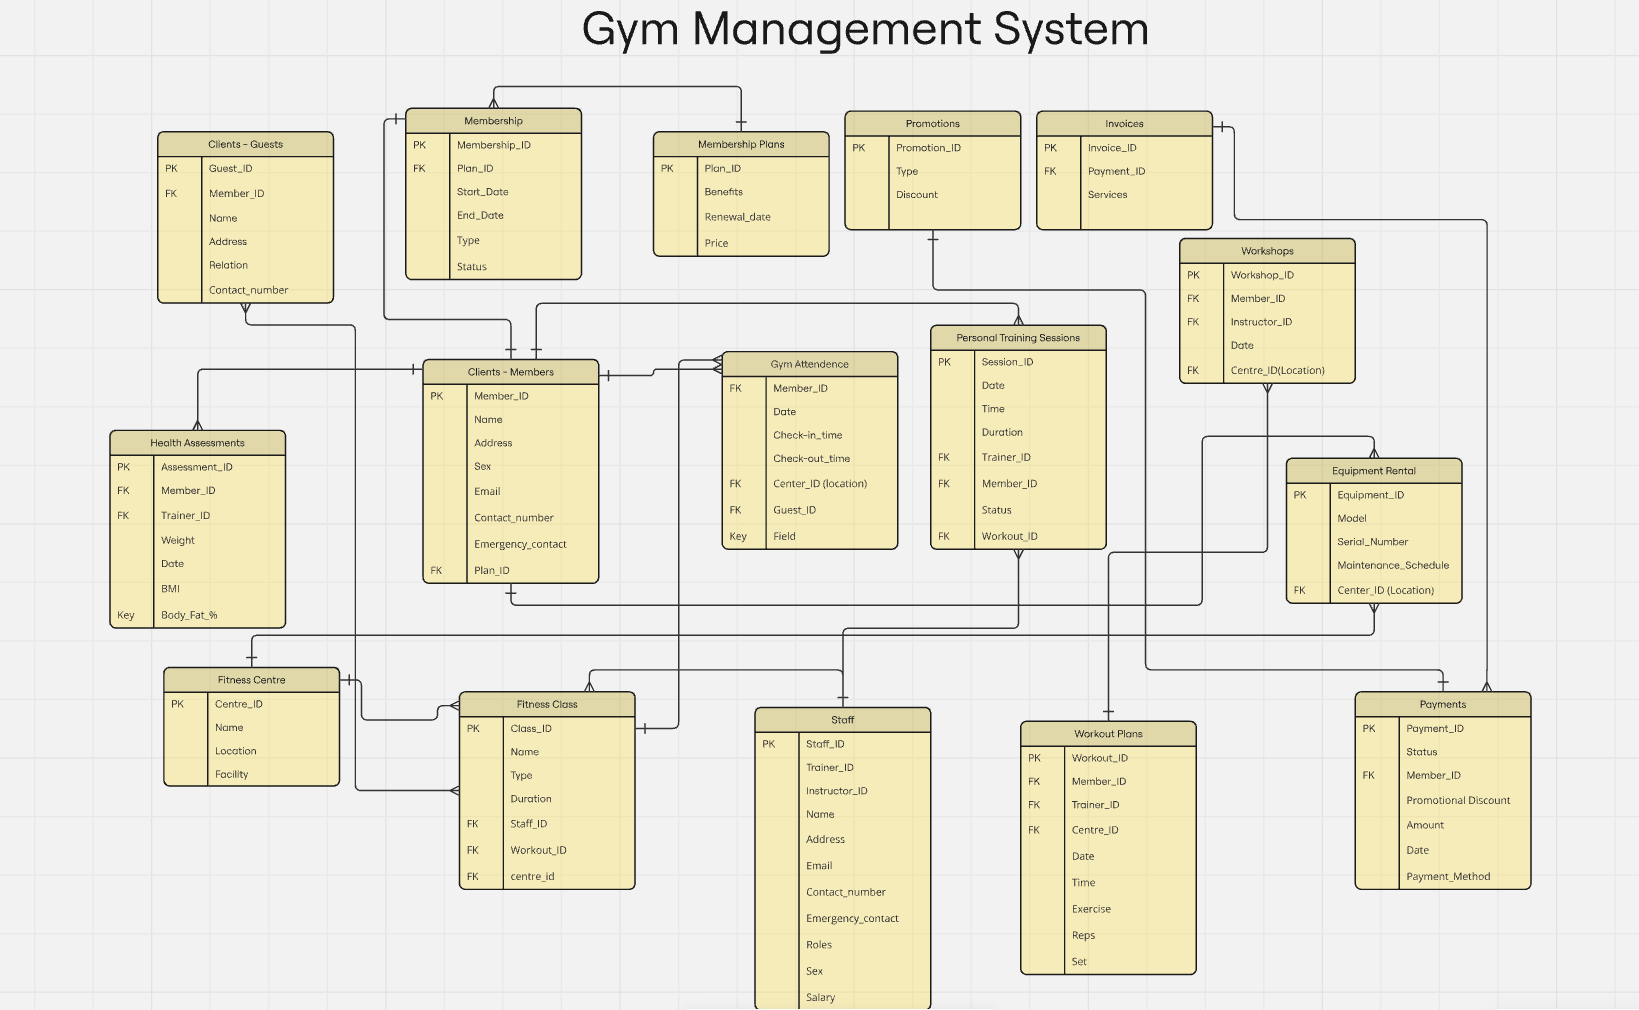 Gym Management System
Clients - Guests
PK Guest_ID
FK Member_ID
Name
Address
Relation
Contact_number
Membership
PK Membership_ID
FK Plan_ID
Start_Date
End_Date
Type
Status
Membership Plans
PK Plan_ID
Benefits
Renewal_date
Price
Promotions
PK Promotion_ID
Type
Discount
Invoices
PK Invoice_ID
FK Payment_ID
Services
Workshops
PK Workshop_ID
FK Member_ID
FK Instructor_ID
Date
FK Centre_ID(Location)
Health Assessments
PK Assessment_ID
FK Member_ID
FK Trainer_ID
Weight
Date
BMI
Key Body_Fat_%
Clients - Members
PK Member_ID
Name
Address
Sex
Email
Contact_number
Emergency_contact
FK Plan_ID
Gym Attendence
FK Member_ID
Date
Check-in_time
Check-out_time
FK Center_ID (location)
FK Guest_ID
Key Field
Personal Training Sessions
PK Session_ID
Date
Time
Duration
FK Trainer_ID
FK Member_ID
Status
FK Workout_ID
Equipment Rental
PK Equipment_ID
Model
Serial_Number
Maintenance_Schedule
FK Center_ID (Location)
Fitness Centre
PK Centre_ID
Name
Location
Facility
Fitness Class
PK Class_ID
Name
Type
Duration
FK Staff_ID
FK Workout_ID
FK centre_id
Staff
PK Staff_ID
Trainer_ID
Instructor_ID
Name
Address
Email
Contact_number
Emergency_contact
Roles
Sex
Salary
Workout Plans
PK Workout_ID
FK Member_ID
FK Trainer_ID
FK Centre_ID
Date
Time
Exercise
Reps
Set
Payments
PK Payment_ID
Status
FK Member_ID
Promotional Discount
Amount
Date
Payment_Method